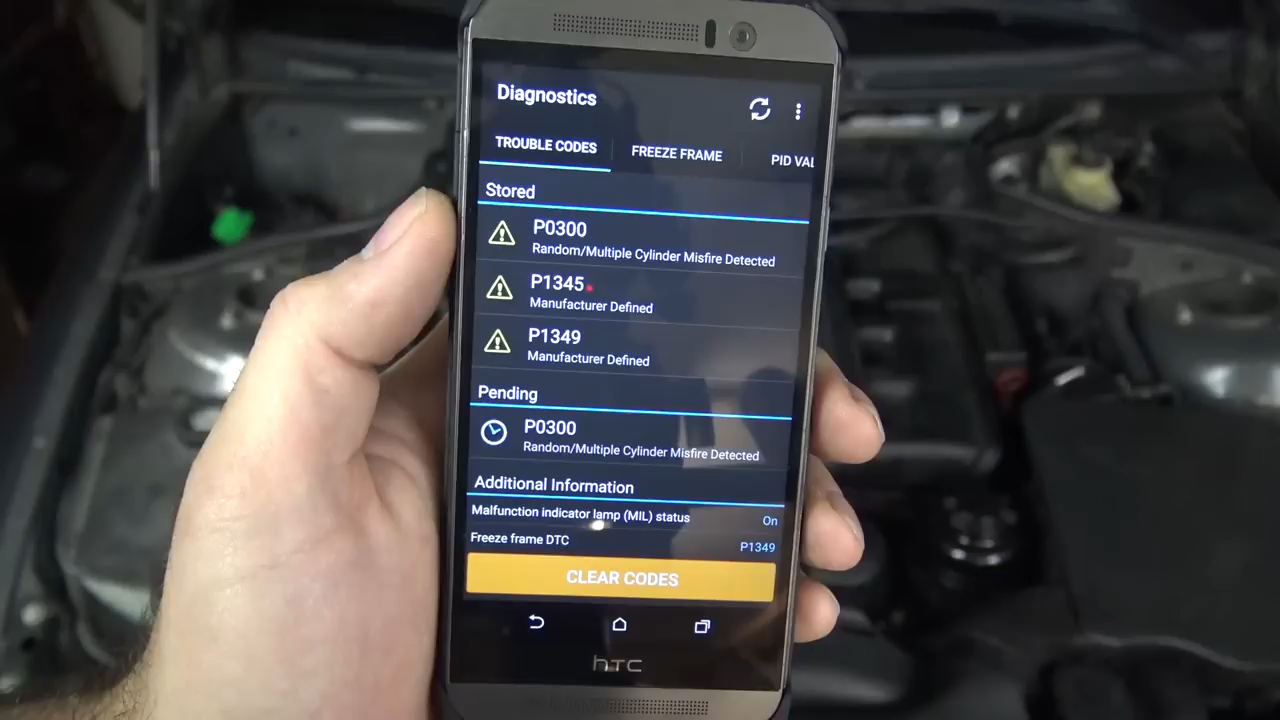 Diagnostics
TROUBLE CODES
FREEZE FRAME
PID VAL
Stored
P0300
Random/Multiple Cylinder Misfire Detected
P1345
Manufacturer Defined
P1349
Manufacturer Defined
Pending
P0300
Random/Multiple Cylinder Misfire Detected
Additional Information
Malfunction indicator lamp (MIL) status On
Freeze frame DTC P1349
CLEAR CODES
hTC